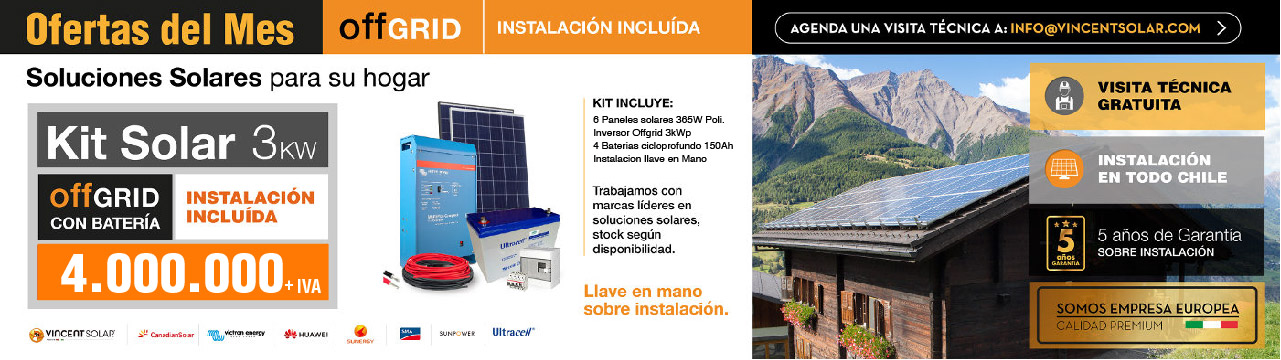 Ofertas del Mes
offGRID
INSTALACIÓN INCLUÍDA
AGENDA UNA VISITA TÉCNICA A: INFO@VINCENTSOLAR.COM
Soluciones Solares para su hogar
Kit Solar 3KW
offGRID
CON BATERÍA
INSTALACIÓN
INCLUÍDA
4.000.000+ IVA
KIT INCLUYE:
6 Paneles solares 365W Poli.
Inversor Offgrid 3kWp
4 Baterias cicloprofundo 150Ah
Instalacion llave en Mano
Trabajamos con
marcas líderes en
soluciones solares,
stock según
disponibilidad.
Llave en mano
sobre instalación.
Ultracell
VISITA TÉCNICA
GRATUITA
INSTALACIÓN
EN TODO CHILE
5
años
GARANTIA
5 años de Garantia
SOBRE INSTALACIÓN
SOMOS EMPRESA EUROPEA
CALIDAD PREMIUM
VINCENTSOLAR
CanadianSolar
victron energy
HUAWEI
SUNERGY
SMA
SUNPOWER
Ultracell